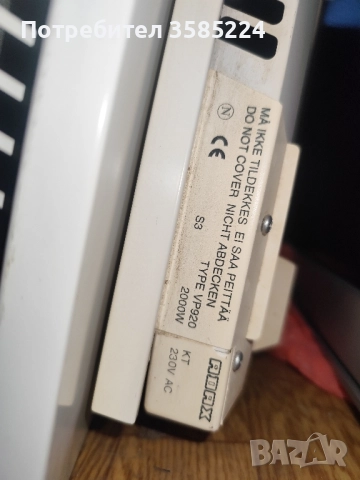 Потребител 3585224
MÅ IKKE TILDEKKES EI SAA PEITTÄÄ
DO NOT COVER NICHT ABDECKEN
N
CE
S3
TYPE VP920
2000W
ADAX
KT
230V AC
BAZAR